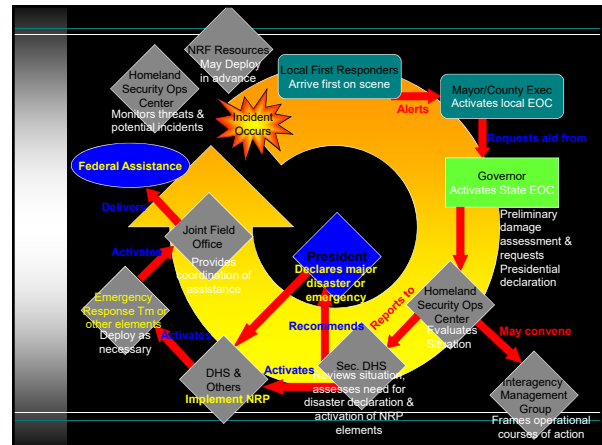 NRF Resources
May Deploy
in advance
Homeland
Security Ops
Center
Monitors threats &
potential incidents
Incident
Occurs
Local First Responders
Arrive first on scene
Alerts
Mayor/County Exec
Activates local EOC
Requests aid from
Governor
Activates State EOC
Preliminary
damage
assessment &
requests
Presidential
declaration
Homeland
Security Ops
Center
Evaluates
Situation
May convene
Interagency
Management
Group
Frames operational
courses of action
Reports to
Sec. DHS
Reviews situation,
assesses need for
disaster declaration &
activation of NRP
elements
Recommends
President
Declares major
disaster or
emergency
Activates
DHS &
Others
Implement NRP
Activates
Emergency
Response Tm or
other elements
Deploy as
necessary
Activates
Joint Field
Office
Provides
coordination of
assistance
Delivers
Federal Assistance